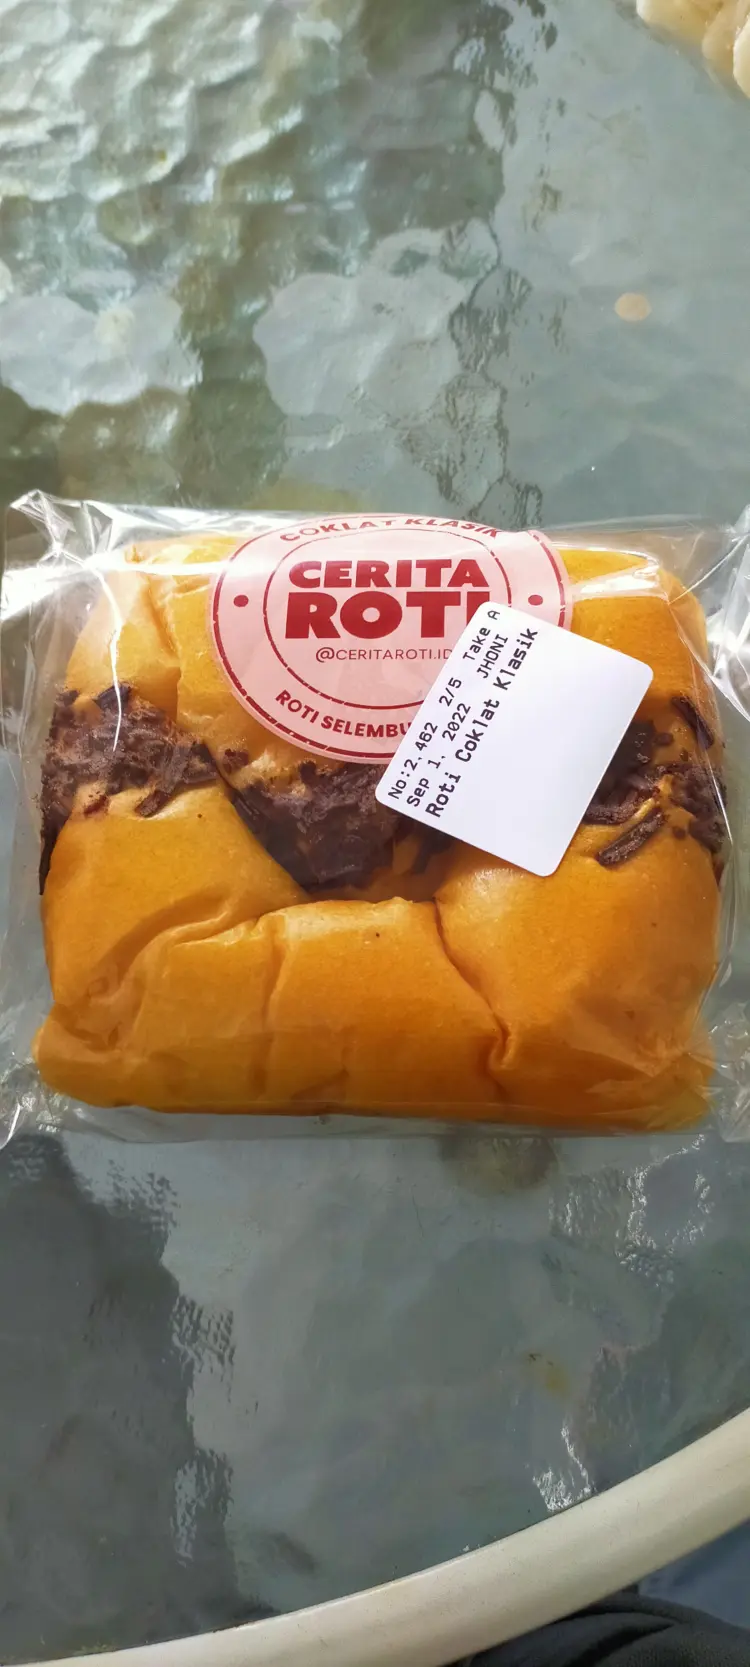 COKLAT KLASIK
CERITA
ROTI
@CERITAROTI.ID
ROTI SELEMBU
No:2.462 2/5 Take A
Sep 1, 2022 JHONI
Roti Coklat Klasik